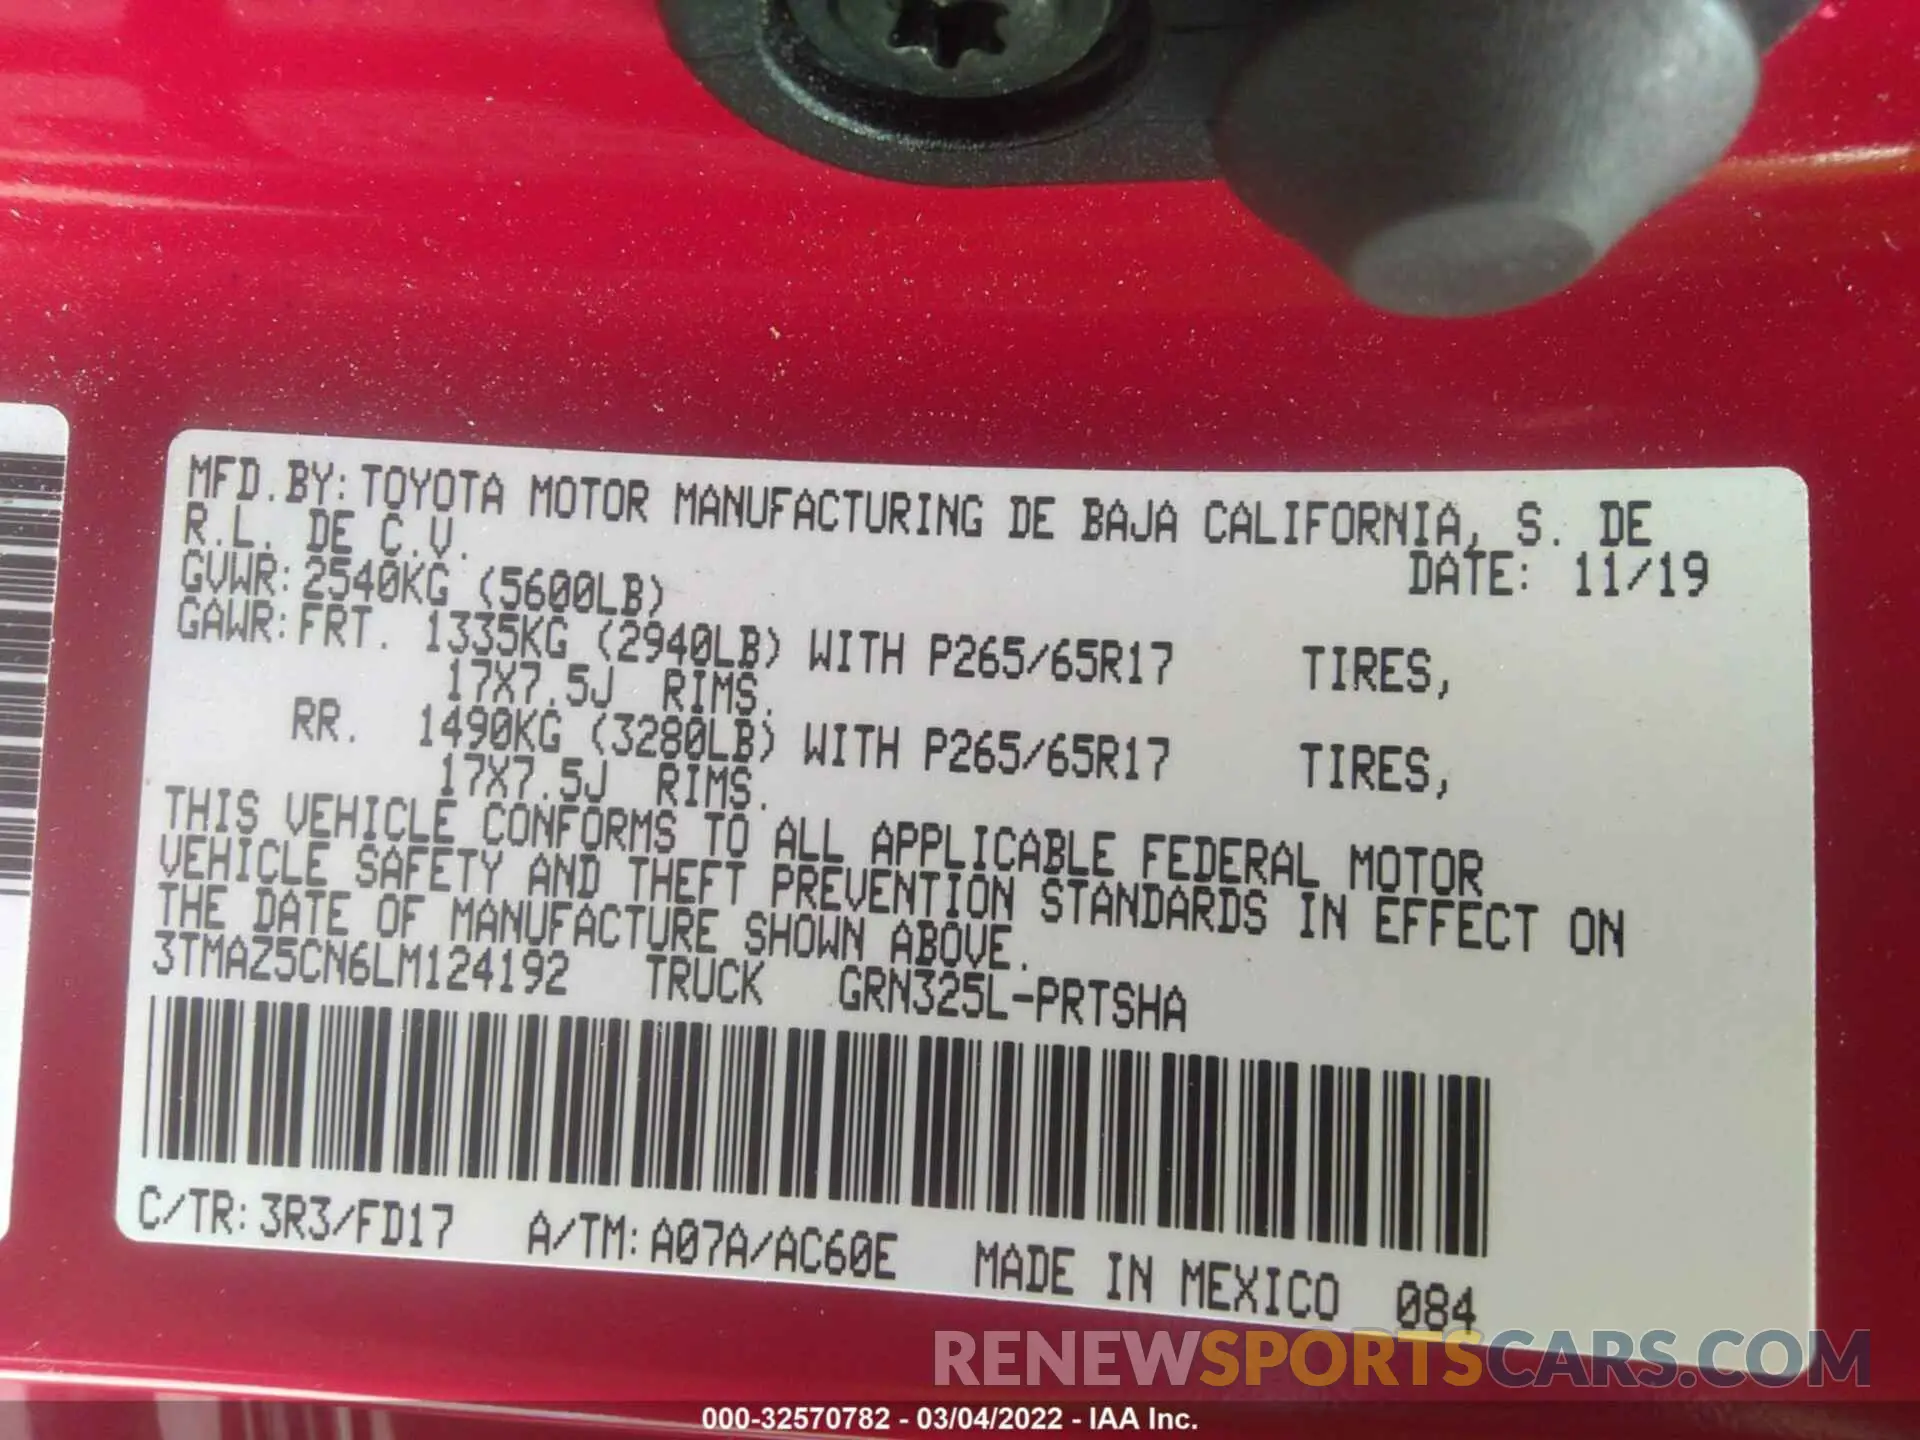 MFD.BY:TOYOTA MOTOR MANUFACTURING DE BAJA CALIFORNIA, S. DE
R.L. DE C.V.
DATE: 11/19
GVWR:2540KG (5600LB)
GAWR:FRT. 1335KG (2940LB) WITH P265/65R17 TIRES,
17X7.5J RIMS.
RR. 1490KG (3280LB) WITH P265/65R17 TIRES,
17X7.5J RIMS.
THIS VEHICLE CONFORMS TO ALL APPLICABLE FEDERAL MOTOR
VEHICLE SAFETY AND THEFT PREVENTION STANDARDS IN EFFECT ON
THE DATE OF MANUFACTURE SHOWN ABOVE.
3TMAZ5CN6LM124192 TRUCK GRN325L-PRTSHA
C/TR:3R3/FD17 A/TM:A07A/AC60E MADE IN MEXICO 084
RENEWSPORTSCARS.COM
000-32570782 - 03/04/2022 - IAA Inc.